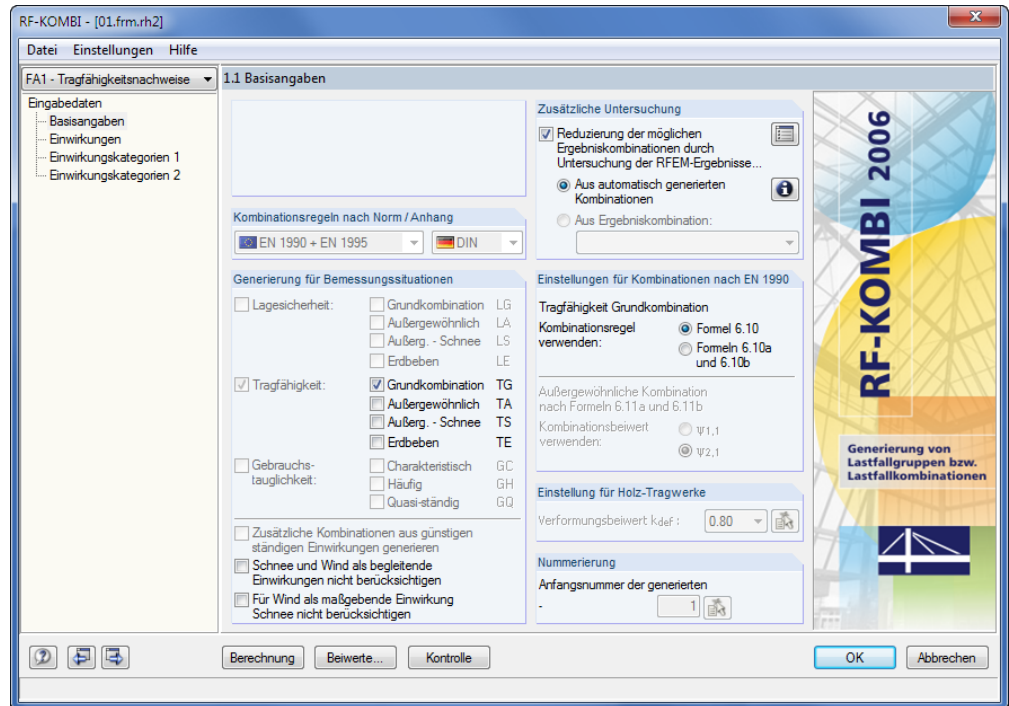 RF-KOMBI - [01.frm.rh2]
Datei Einstellungen Hilfe
FA1 - Tragfähigkeitsnachweise
1.1 Basisangaben
Eingabedaten
Basisangaben
Einwirkungen
Einwirkungskategorien 1
Einwirkungskategorien 2
Kombinationsregeln nach Norm / Anhang
EN 1990 + EN 1995
DIN
Generierung für Bemessungssituationen
Lagesicherheit:
Grundkombination LG
Außergewöhnlich LA
Außerg. - Schnee LS
Erdbeben LE
Tragfähigkeit:
Grundkombination TG
Außergewöhnlich TA
Außerg. - Schnee TS
Erdbeben TE
Gebrauchs-
tauglichkeit:
Charakteristisch GC
Häufig GH
Quasi-ständig GQ
Zusätzliche Kombinationen aus günstigen
ständigen Einwirkungen generieren
Schnee und Wind als begleitende
Einwirkungen nicht berücksichtigen
Für Wind als maßgebende Einwirkung
Schnee nicht berücksichtigen
Zusätzliche Untersuchung
Reduzierung der möglichen
Ergebniskombinationen durch
Untersuchung der RFEM-Ergebnisse...
Aus automatisch generierten
Kombinationen
Aus Ergebniskombination:
Einstellungen für Kombinationen nach EN 1990
Tragfähigkeit Grundkombination
Kombinationsregel
verwenden:
Formel 6.10
Formeln 6.10a
und 6.10b
Außergewöhnliche Kombination
nach Formeln 6.11a und 6.11b
Kombinationsbeiwert
verwenden:
Ψ1,1
Ψ2,1
Einstellung für Holz-Tragwerke
Verformungsbeiwert kdef :
0.80
Nummerierung
Anfangsnummer der generierten
-
1
RF-KOMBI 2006
Generierung von
Lastfallgruppen bzw.
Lastfallkombinationen
Berechnung
Beiwerte...
Kontrolle
OK
Abbrechen